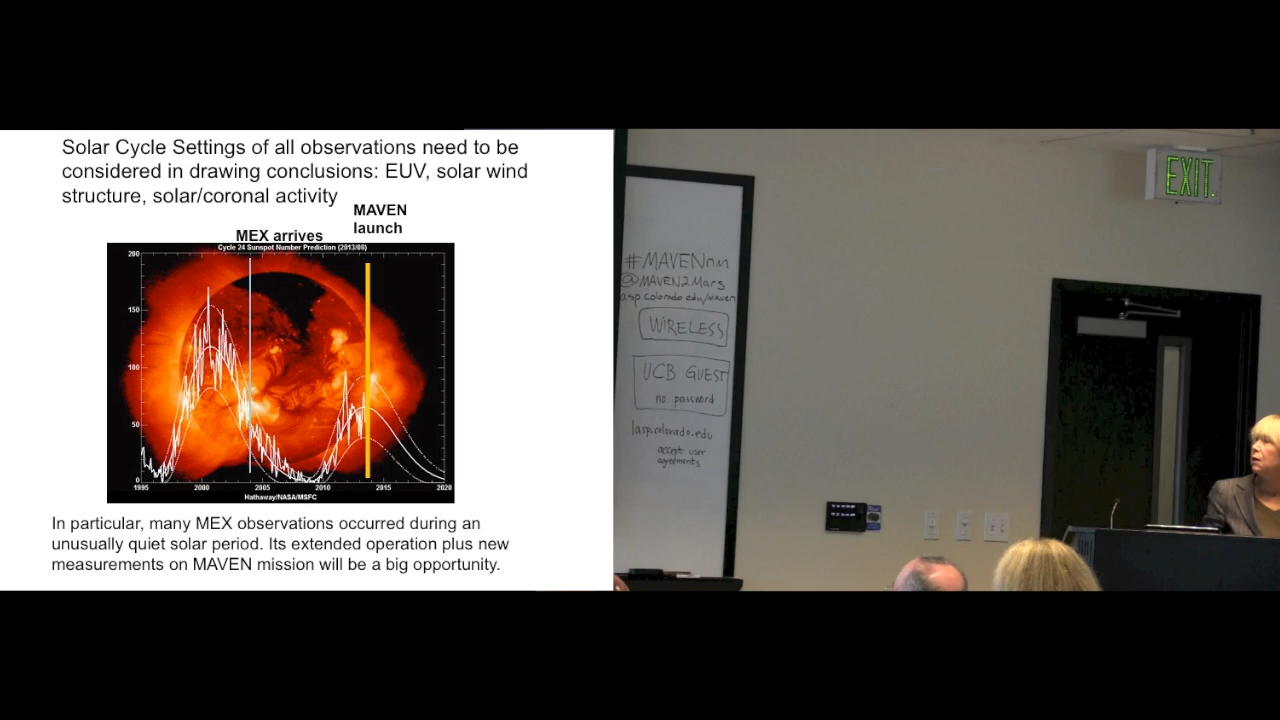 Solar Cycle Settings of all observations need to be
considered in drawing conclusions: EUV, solar wind
structure, solar/coronal activity
MAVEN
launch
MEX arrives
Cycle 24 Sunspot Number Prediction (2013/08)
200
150
100
50
0
1995 2000 2005 2010 2015 2020
Hathaway/NASA/MSFC
In particular, many MEX observations occurred during an
unusually quiet solar period. Its extended operation plus new
measurements on MAVEN mission will be a big opportunity.
#MAVENnm
@MAVEN2Mars
lasp.colorado.edu/maven
WIRELESS
UCB GUEST
no password
lasp.colorado.edu
accept user
agreements
EXIT